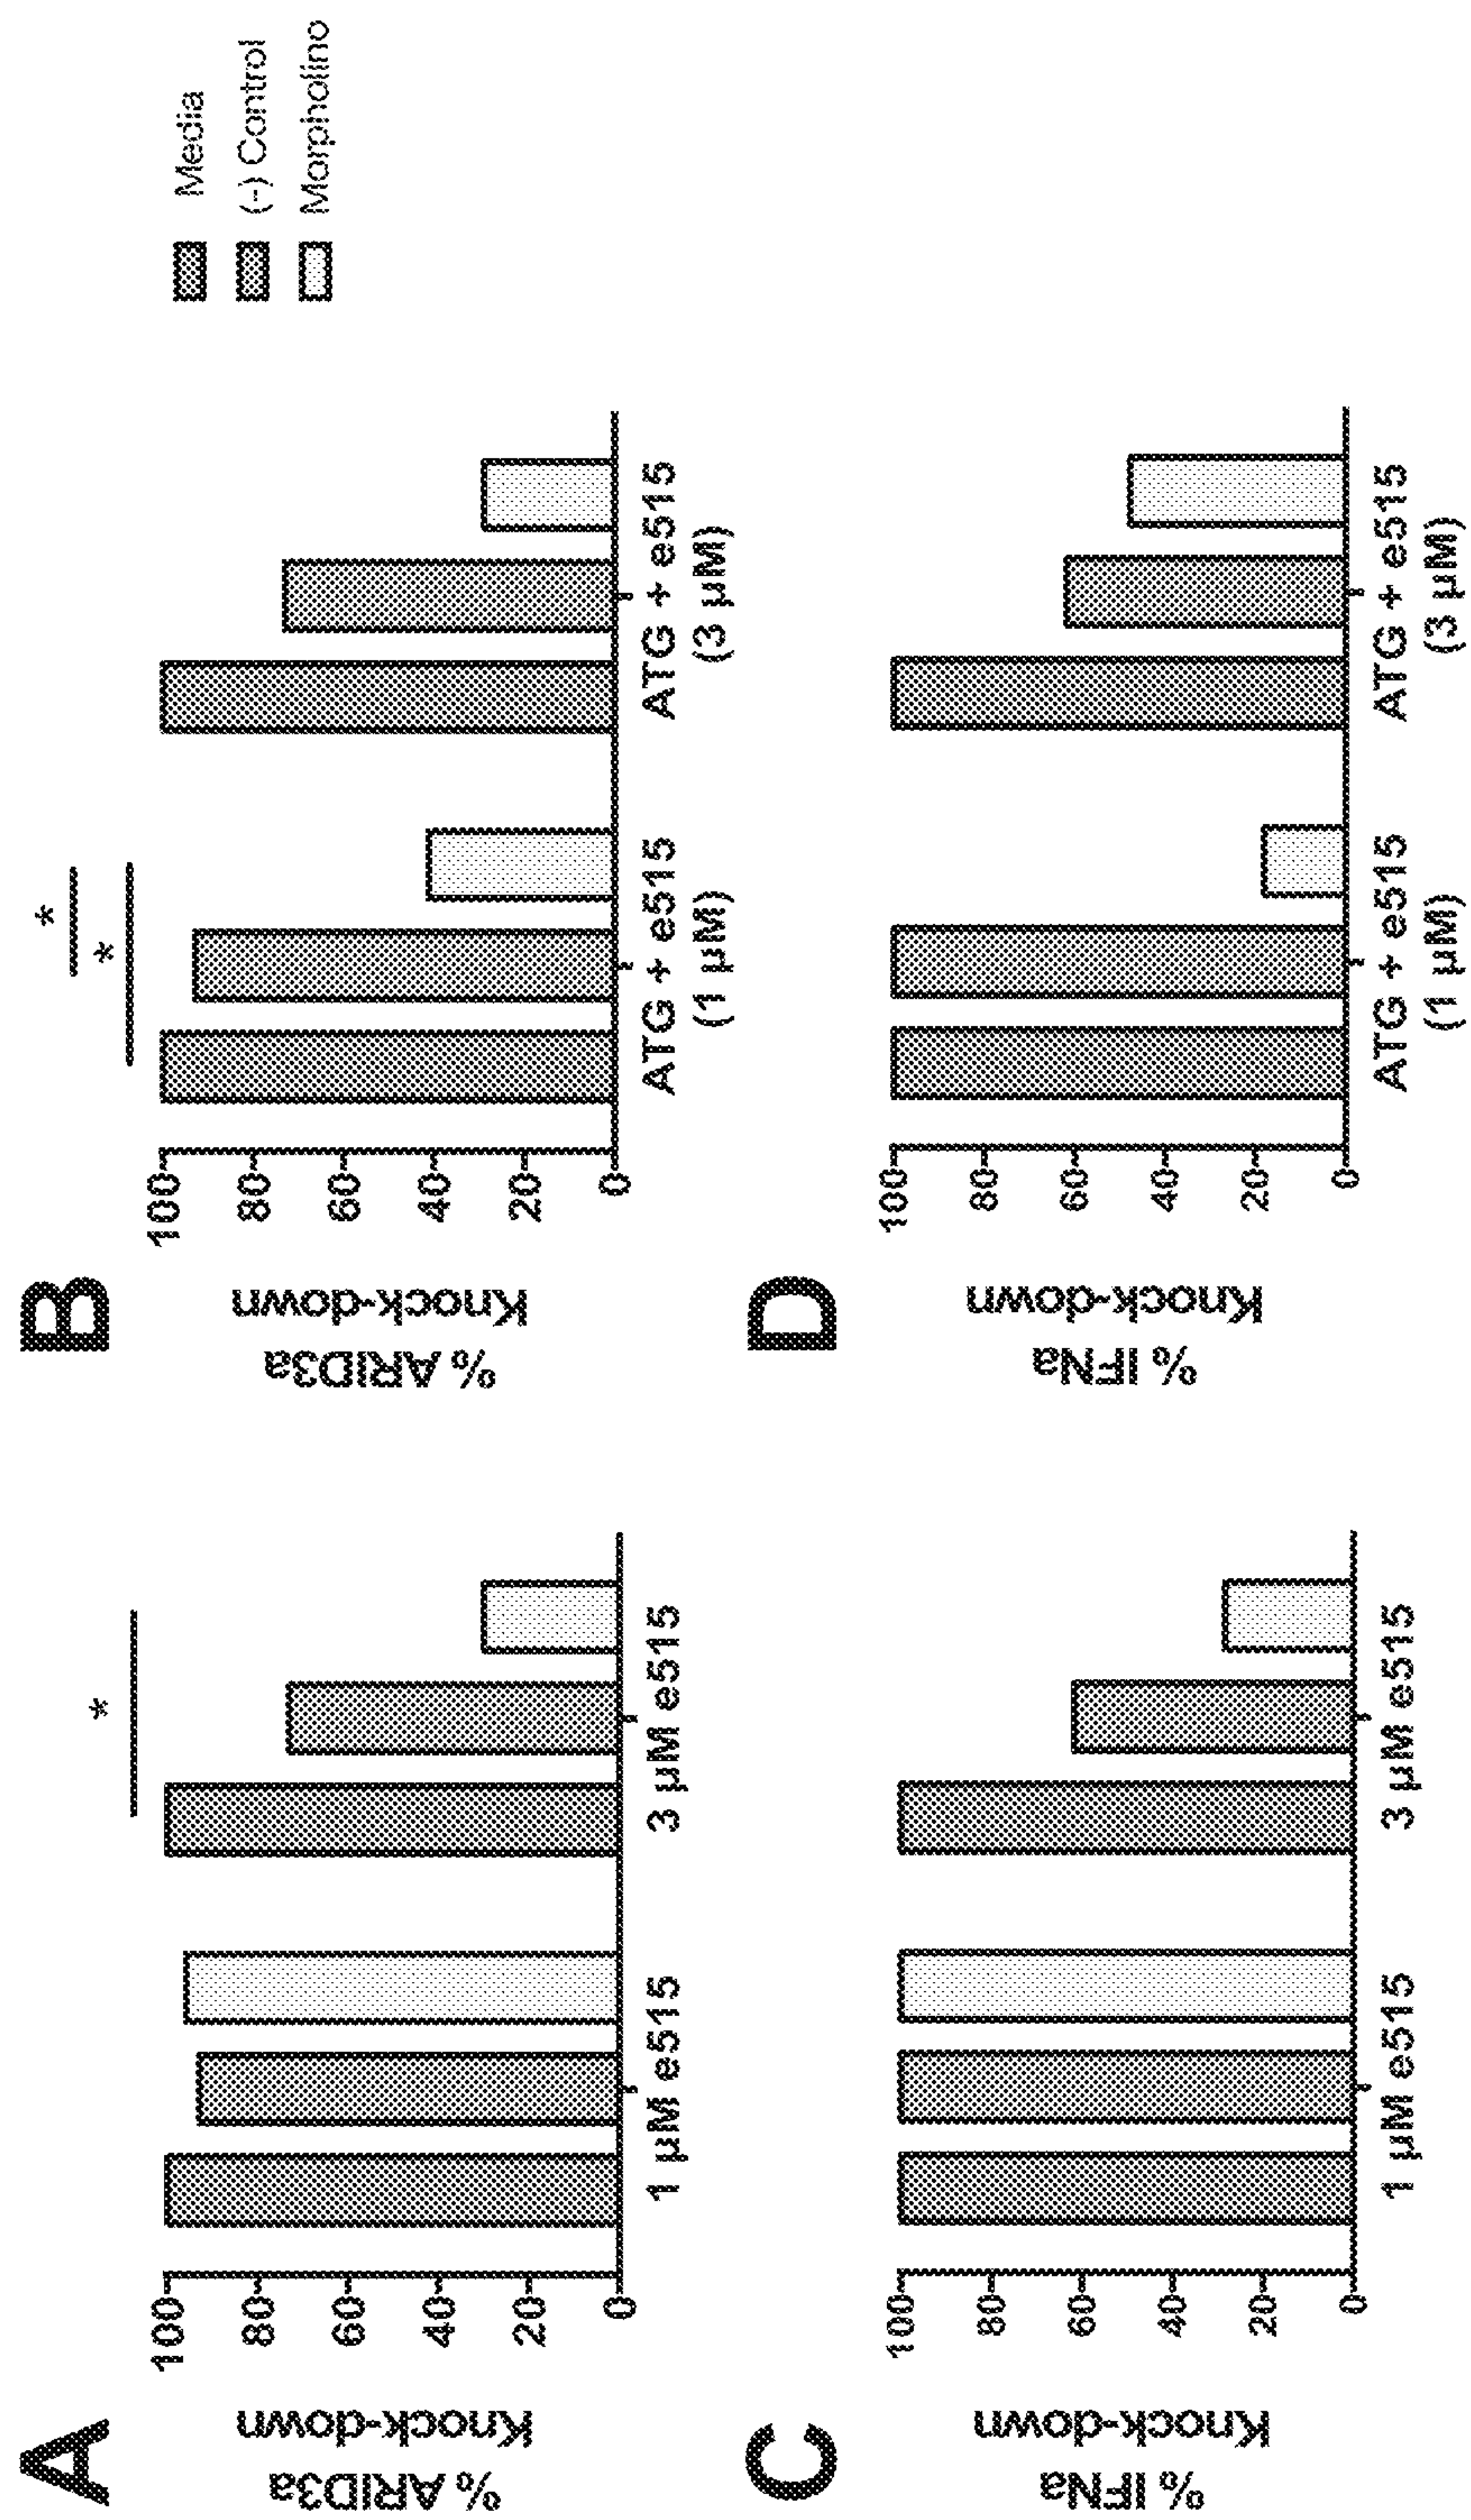 A
% ARID3a
Knock-down
100
80
60
40
20
0
1 µM e515
3 µM e515
*
B
% ARID3a
Knock-down
100
80
60
40
20
0
ATG + e515
(1 µM)
ATG + e515
(3 µM)
*
*
Media
(-) Control
Morpholino
C
% IFNa
Knock-down
100
80
60
40
20
0
1 µM e515
3 µM e515
D
% IFNa
Knock-down
100
80
60
40
20
0
ATG + e515
(1 µM)
ATG + e515
(3 µM)